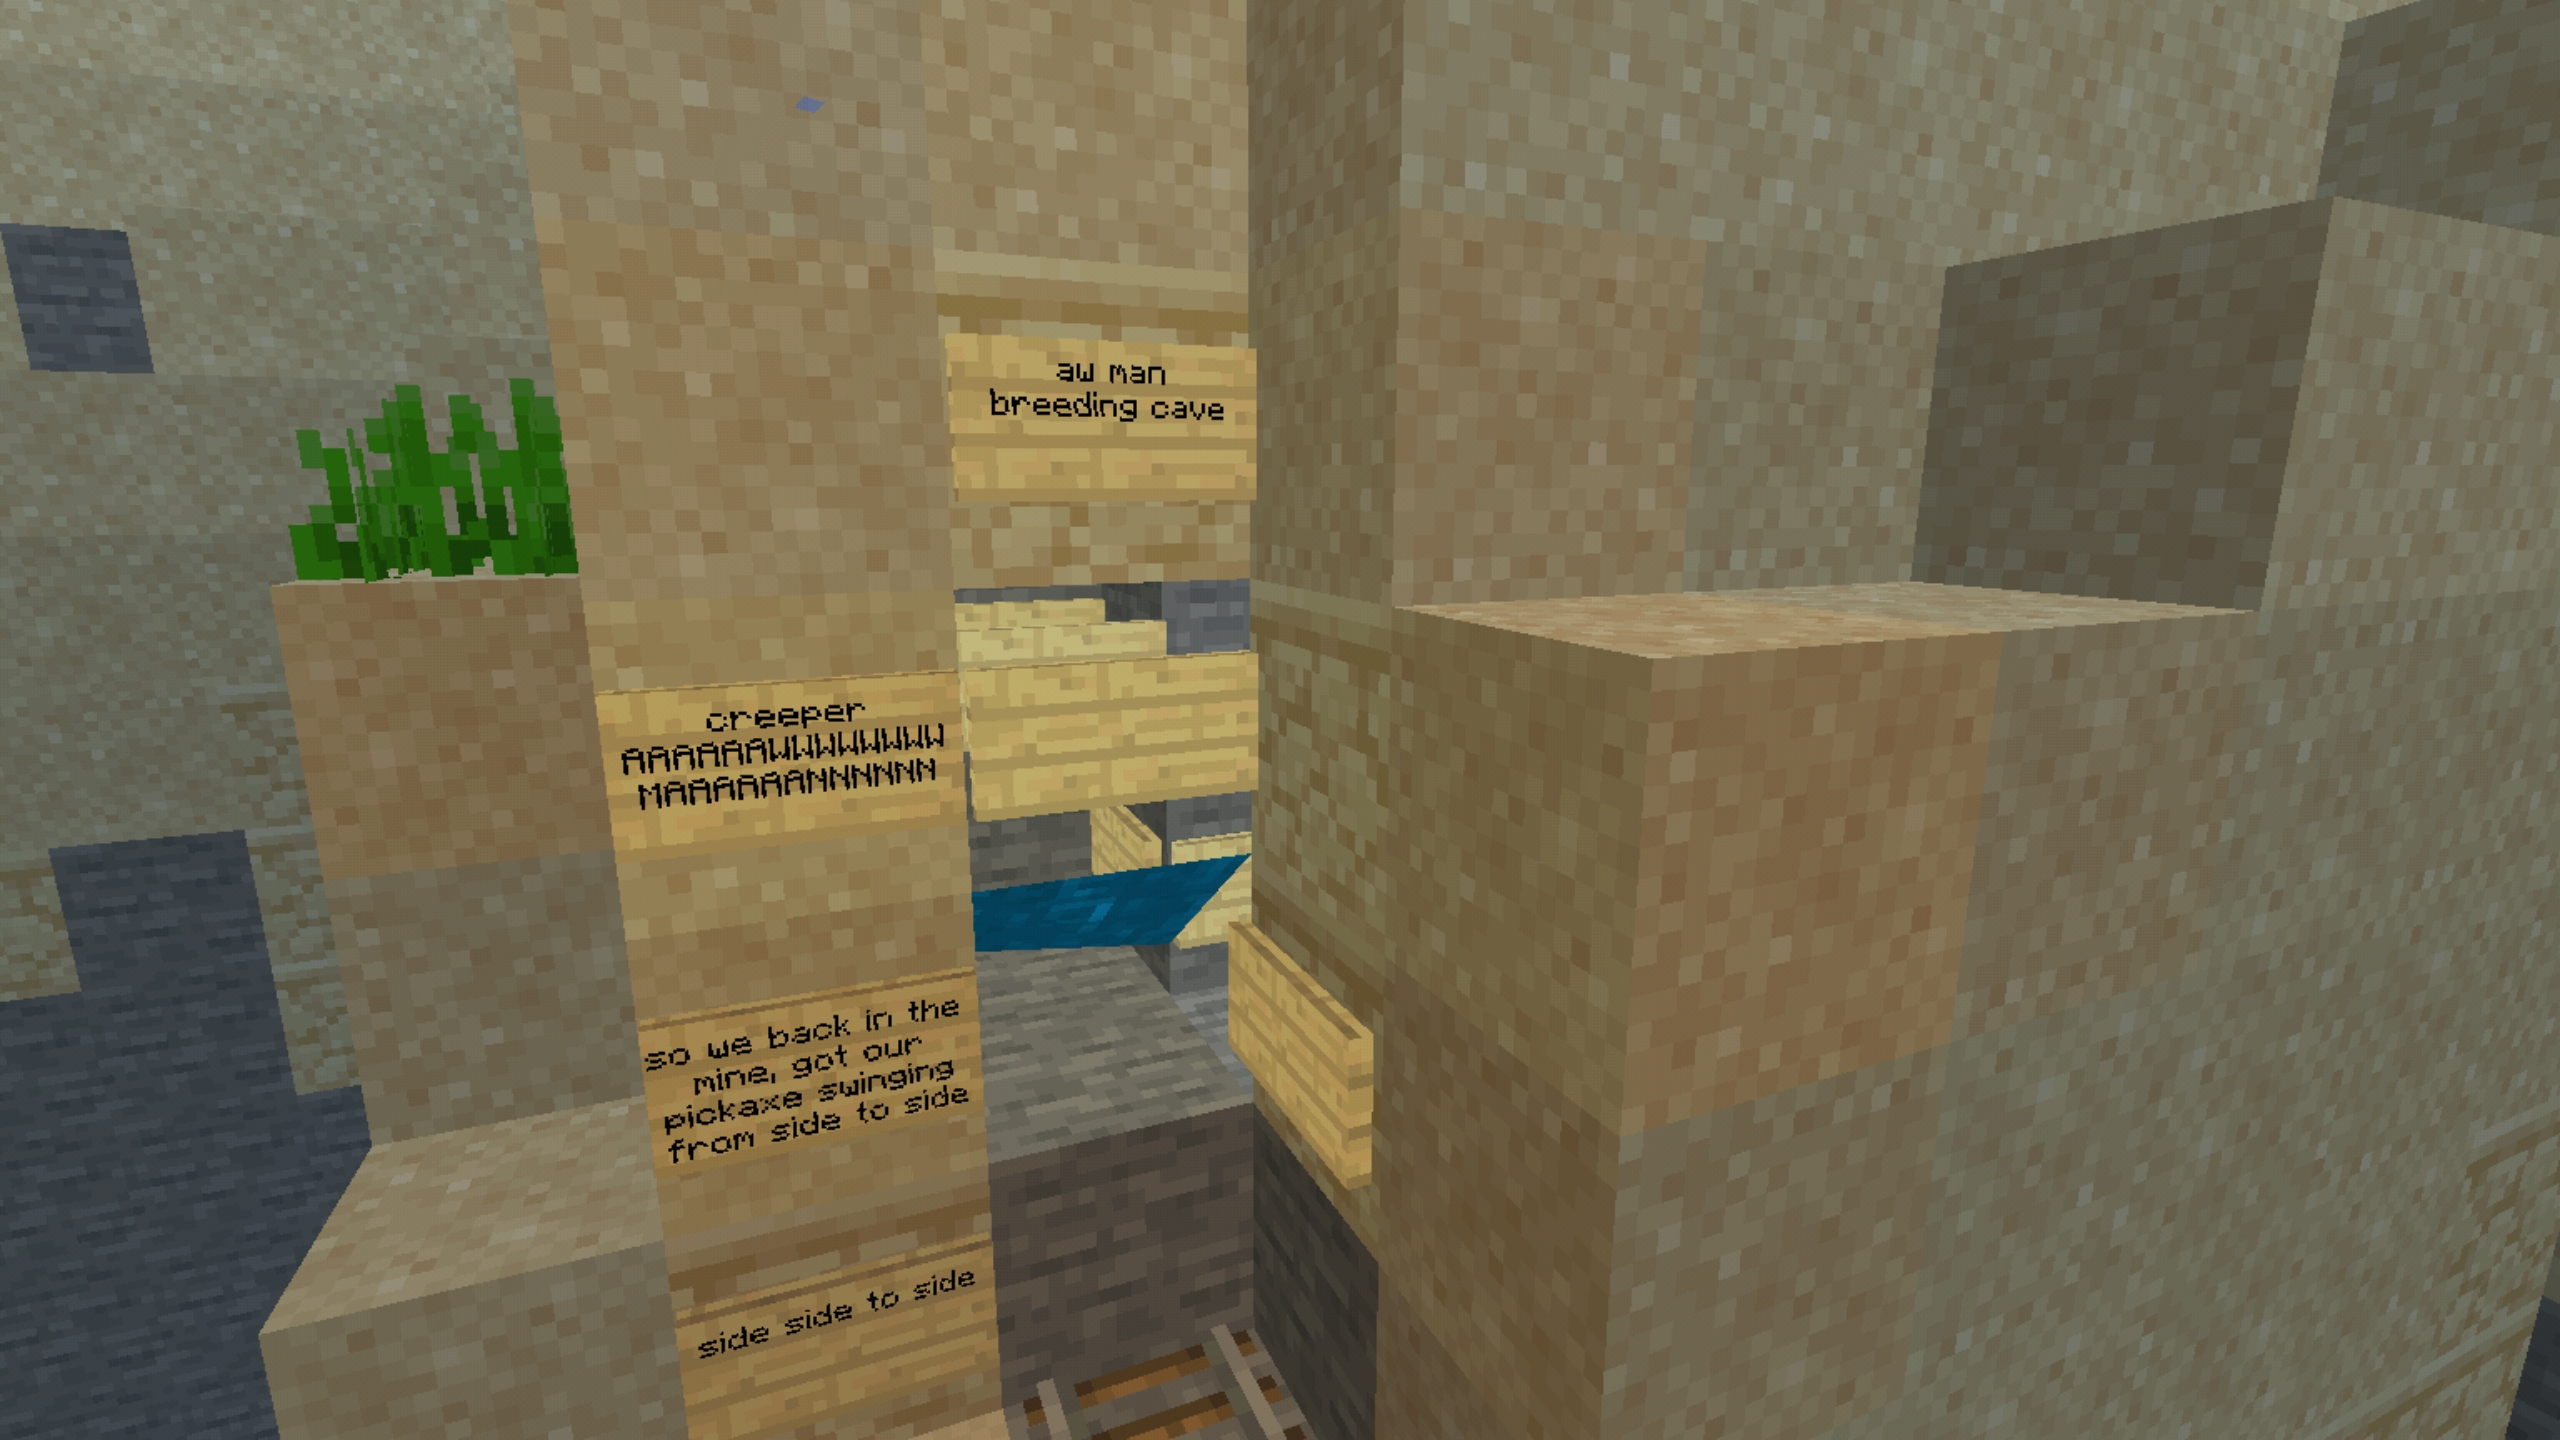 aw man
breeding cave
creeper
AAAAAAWWWWWWW
MAAAAAANNNNNN
so we back in the
mine, got our
pickaxe swinging
from side to side
side side to side